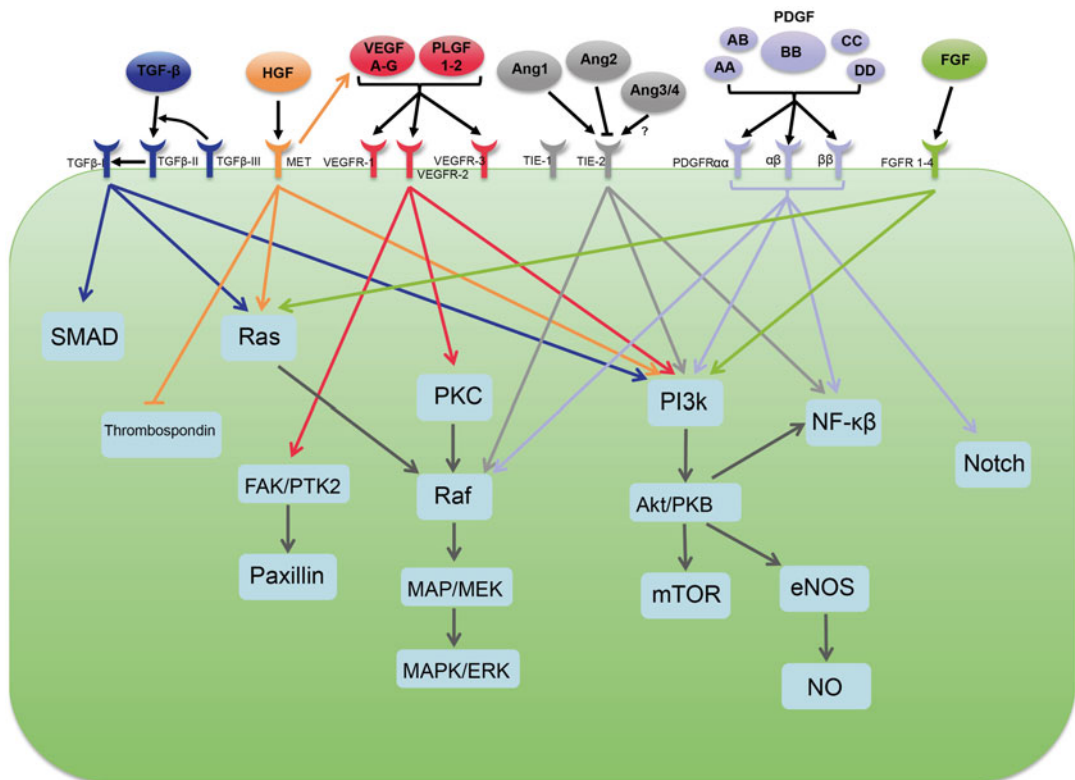 PDGF
VEGF
A-G
PLGF
1-2
AB
BB
CC
AA
DD
TGF-β
HGF
Ang1
Ang2
Ang3/4
FGF
?
TGFβ-I
TGFβ-II
TGFβ-III
MET
VEGFR-1
VEGFR-3
VEGFR-2
TIE-1
TIE-2
PDGFRαα
αβ
ββ
FGFR 1-4
SMAD
Ras
PKC
PI3k
NF-κβ
Thrombospondin
Notch
FAK/PTK2
Raf
Akt/PKB
Paxillin
MAP/MEK
mTOR
eNOS
MAPK/ERK
NO